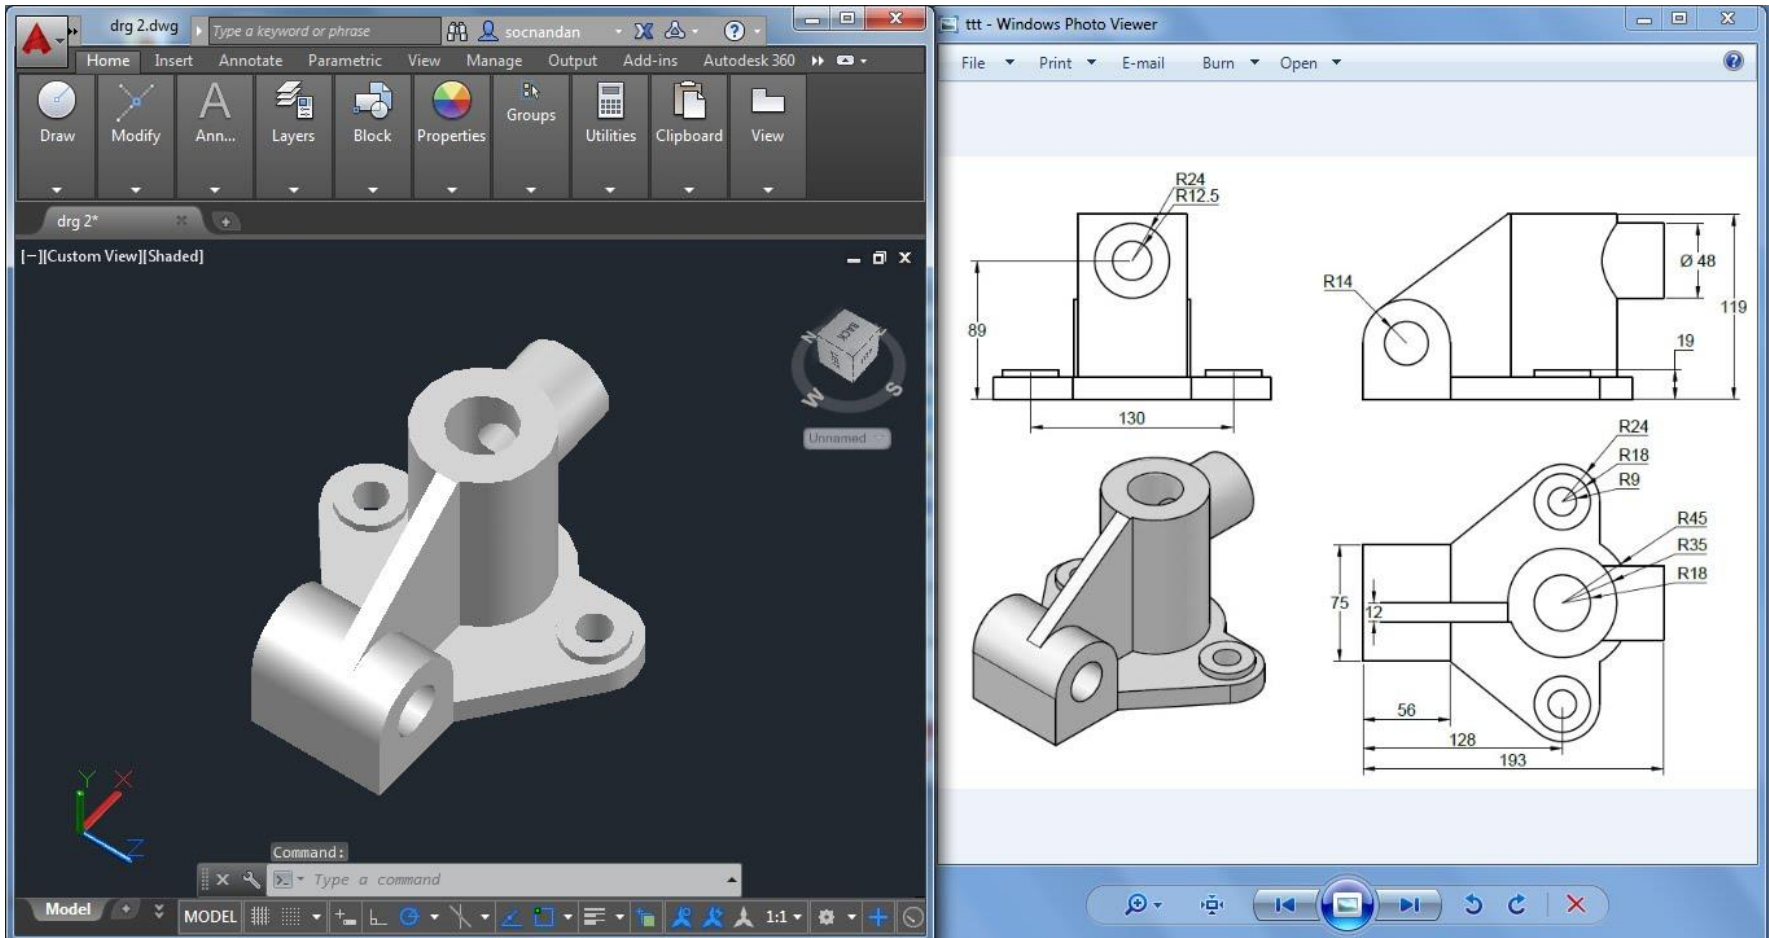 drg 2.dwg
Type a keyword or phrase
socnandan
Home Insert Annotate Parametric View Manage Output Add-ins Autodesk 360
Draw Modify Ann... Layers Block Properties Groups Utilities Clipboard View
drg 2*
[−][Custom View][Shaded]
BACK
N
W S
Unnamed
Y X
Z
Command:
Type a command
Model MODEL 1:1
ttt - Windows Photo Viewer
File Print E-mail Burn Open
R24
R12.5
89
130
R14
Ø 48
119
19
R24
R18
R9
R45
R35
R18
75
12
56
128
193